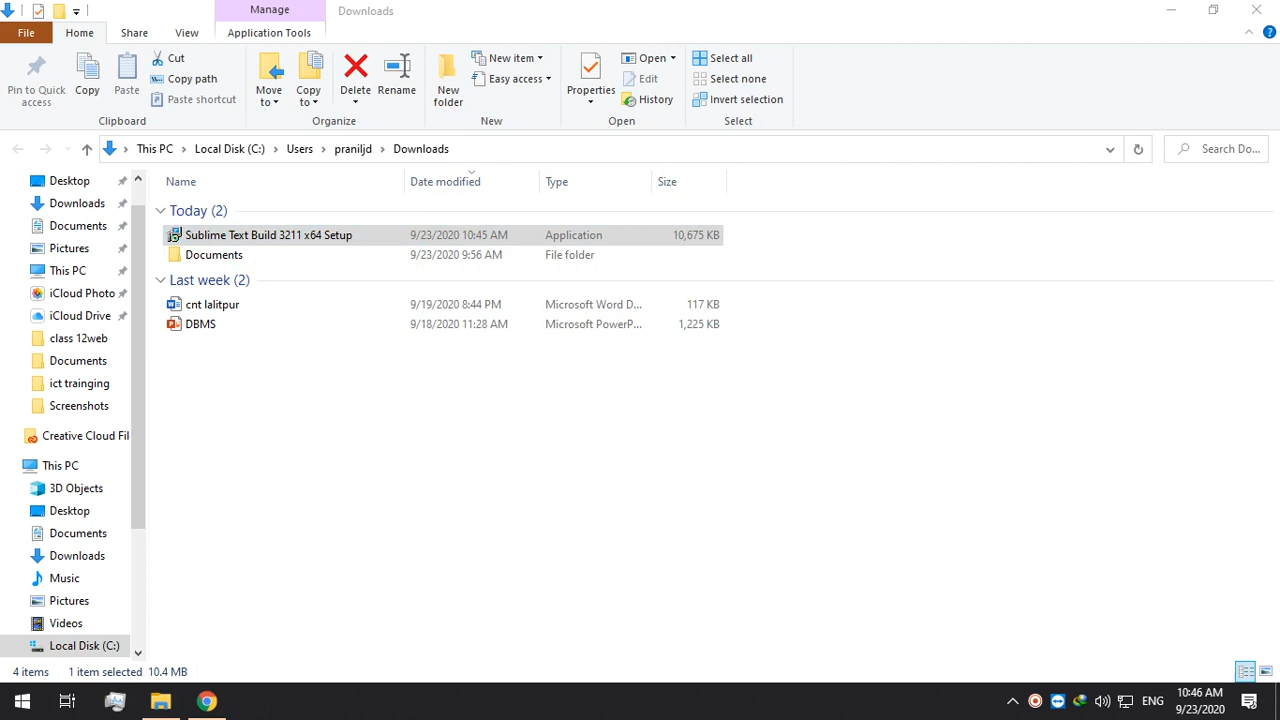 Manage
Downloads
File
Home
Share
View
Application Tools
Pin to Quick access
Copy
Paste
Cut
Copy path
Paste shortcut
Clipboard
Move to
Copy to
Delete
Rename
Organize
New folder
New item
Easy access
New
Properties
Open
Edit
History
Open
Select all
Select none
Invert selection
Select
This PC
Local Disk (C:)
Users
praniljd
Downloads
Search Do...
Name
Date modified
Type
Size
Today (2)
Sublime Text Build 3211 x64 Setup 9/23/2020 10:45 AM Application 10,675 KB
Documents 9/23/2020 9:56 AM File folder
Last week (2)
cnt lalitpur 9/19/2020 8:44 PM Microsoft Word D... 117 KB
DBMS 9/18/2020 11:28 AM Microsoft PowerP... 1,225 KB
Desktop
Downloads
Documents
Pictures
This PC
iCloud Photo
iCloud Drive
class 12web
Documents
ict trainging
Screenshots
Creative Cloud Fil
This PC
3D Objects
Desktop
Documents
Downloads
Music
Pictures
Videos
Local Disk (C:)
4 items 1 item selected 10.4 MB
ENG
10:46 AM
9/23/2020